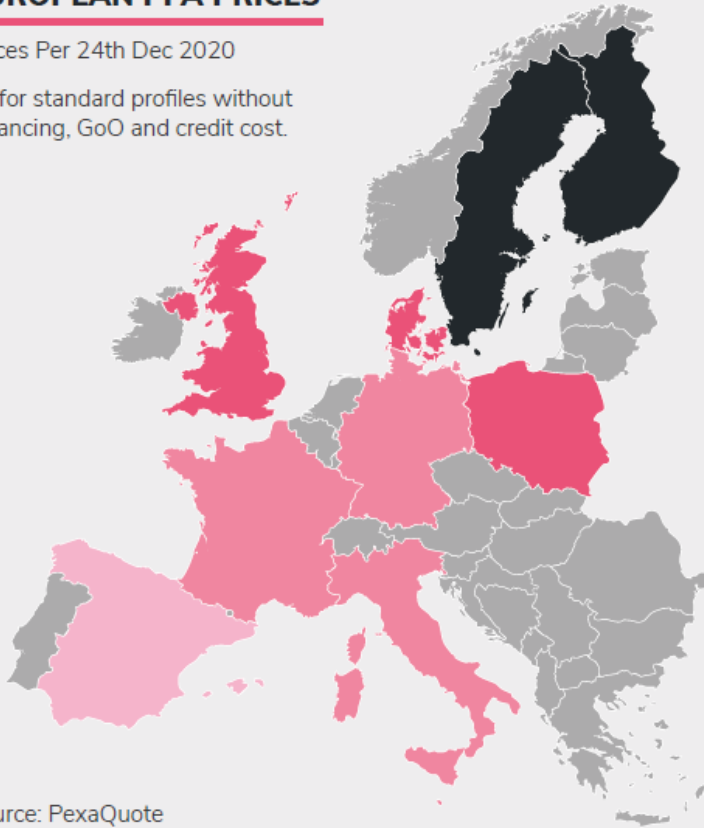 ces Per 24th Dec 2020
for standard profiles without
ancing, GoO and credit cost.
urce: PexaQuote